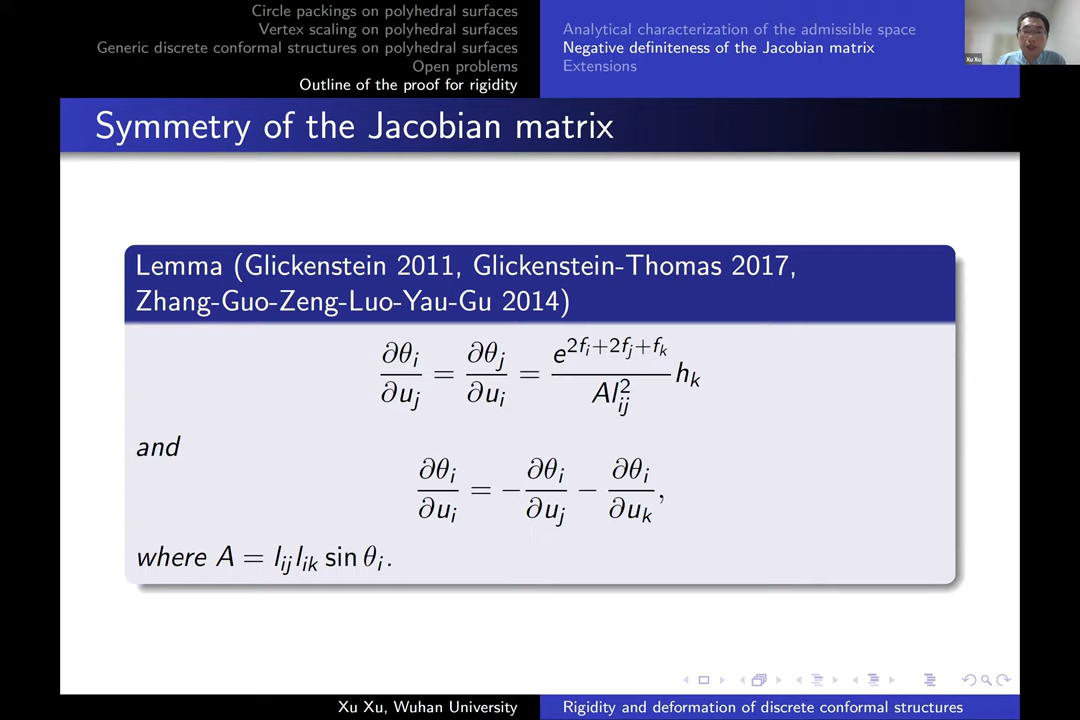 Circle packings on polyhedral surfaces
Vertex scaling on polyhedral surfaces
Generic discrete conformal structures on polyhedral surfaces
Open problems
Outline of the proof for rigidity
Analytical characterization of the admissible space
Negative definiteness of the Jacobian matrix
Extensions
Xu Xu
Symmetry of the Jacobian matrix
Lemma (Glickenstein 2011, Glickenstein-Thomas 2017,
Zhang-Guo-Zeng-Luo-Yau-Gu 2014)
∂θ_i/∂u_j = ∂θ_j/∂u_i = e^{2f_i+2f_j+f_k}/(Al_{ij}^2) h_k
and
∂θ_i/∂u_i = −∂θ_i/∂u_j − ∂θ_i/∂u_k,
where A = l_{ij}l_{ik} sin θ_i.
Xu Xu, Wuhan University
Rigidity and deformation of discrete conformal structures